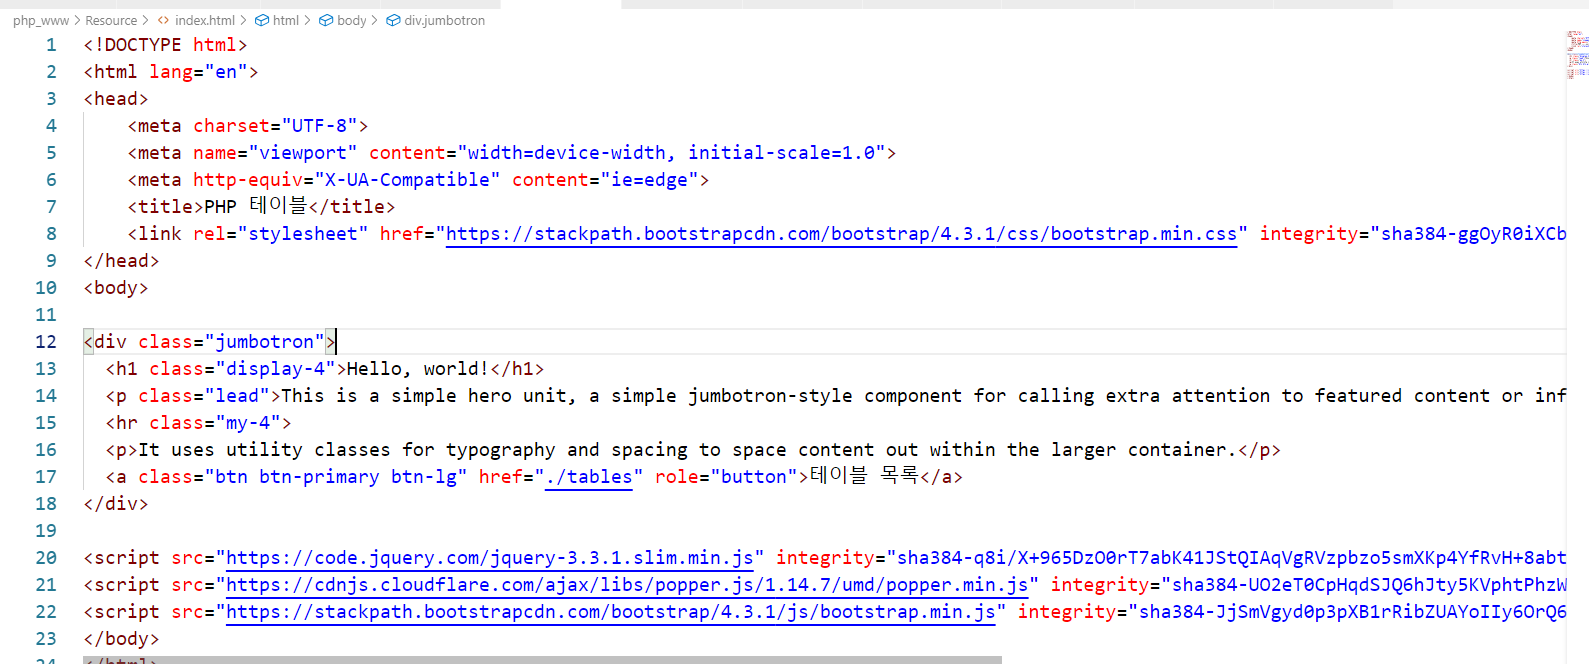 php_www > Resource > <> index.html > html > body > div.jumbotron
1 <!DOCTYPE html>
2 <html lang="en">
3 <head>
4 <meta charset="UTF-8">
5 <meta name="viewport" content="width=device-width, initial-scale=1.0">
6 <meta http-equiv="X-UA-Compatible" content="ie=edge">
7 <title>PHP 테이블</title>
8 <link rel="stylesheet" href="https://stackpath.bootstrapcdn.com/bootstrap/4.3.1/css/bootstrap.min.css" integrity="sha384-ggOyR0iXCb
9 </head>
10 <body>
11
12 <div class="jumbotron">
13 <h1 class="display-4">Hello, world!</h1>
14 <p class="lead">This is a simple hero unit, a simple jumbotron-style component for calling extra attention to featured content or inf
15 <hr class="my-4">
16 <p>It uses utility classes for typography and spacing to space content out within the larger container.</p>
17 <a class="btn btn-primary btn-lg" href="./tables" role="button">테이블 목록</a>
18 </div>
19
20 <script src="https://code.jquery.com/jquery-3.3.1.slim.min.js" integrity="sha384-q8i/X+965DzO0rT7abK41JStQIAqVgRVzpbzo5smXKp4YfRvH+8abt
21 <script src="https://cdnjs.cloudflare.com/ajax/libs/popper.js/1.14.7/umd/popper.min.js" integrity="sha384-UO2eT0CpHqdSJQ6hJty5KVphtPhzW
22 <script src="https://stackpath.bootstrapcdn.com/bootstrap/4.3.1/js/bootstrap.min.js" integrity="sha384-JjSmVgyd0p3pXB1rRibZUAYoIIy6OrQ6
23 </body>
24 </html>